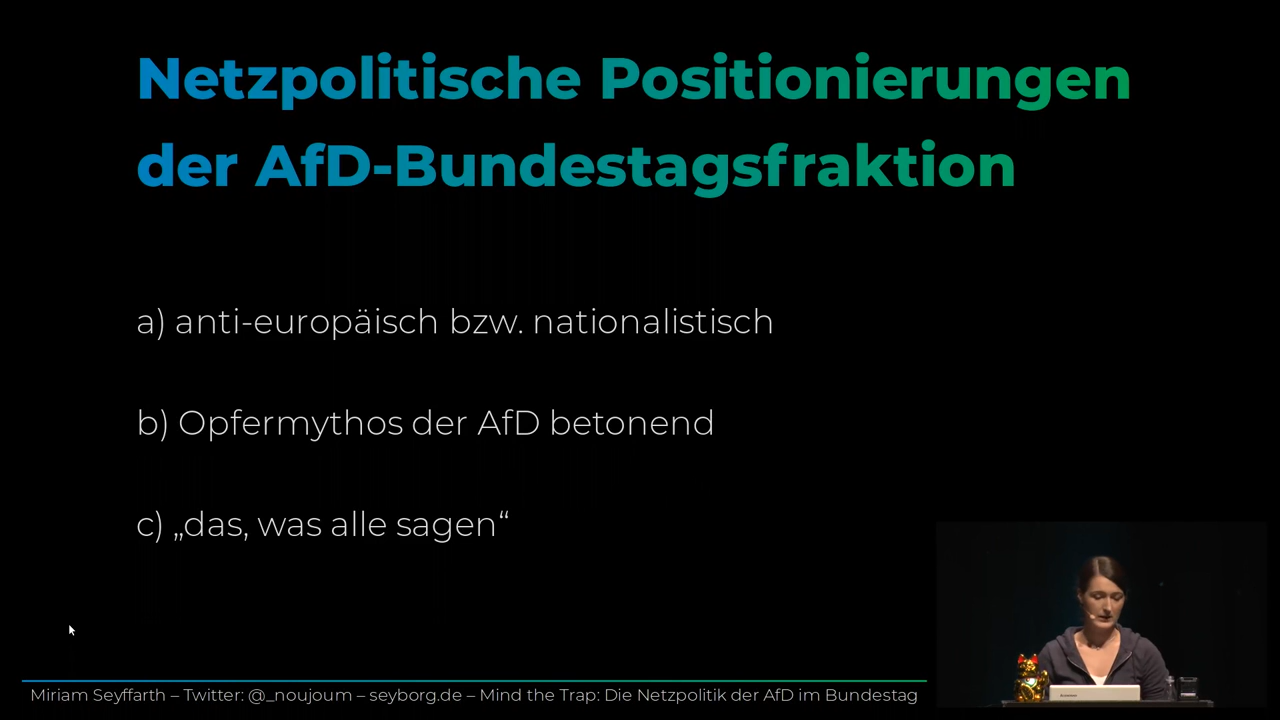 Netzpolitische Positionierungen
der AfD-Bundestagsfraktion
a) anti-europäisch bzw. nationalistisch
b) Opfermythos der AfD betonend
c) „das, was alle sagen“
Miriam Seyffarth – Twitter: @_noujoum – seyborg.de – Mind the Trap: Die Netzpolitik der AfD im Bundestag